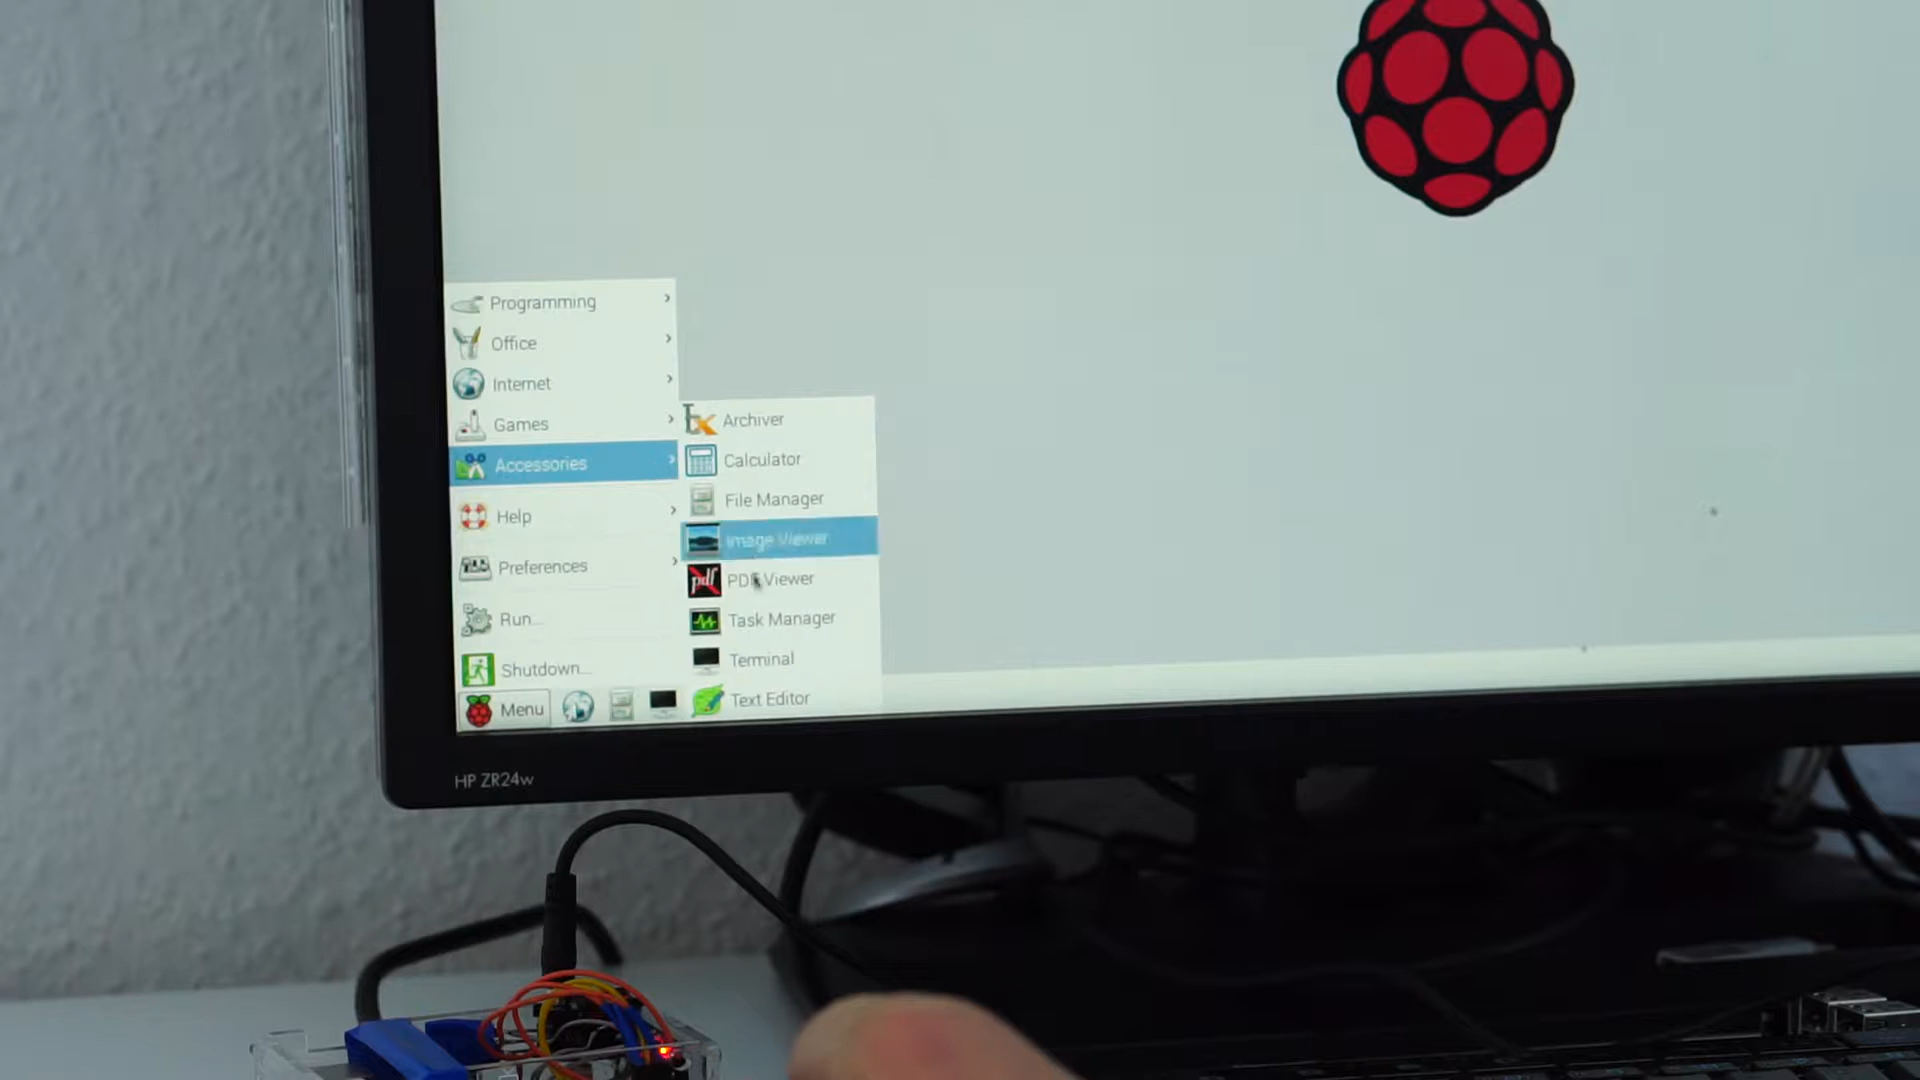 Programming
Office
Internet
Games
Accessories
Help
Preferences
Run...
Shutdown...
Menu
Archiver
Calculator
File Manager
Image Viewer
pdf
PDF Viewer
Task Manager
Terminal
Text Editor
HP ZR24w